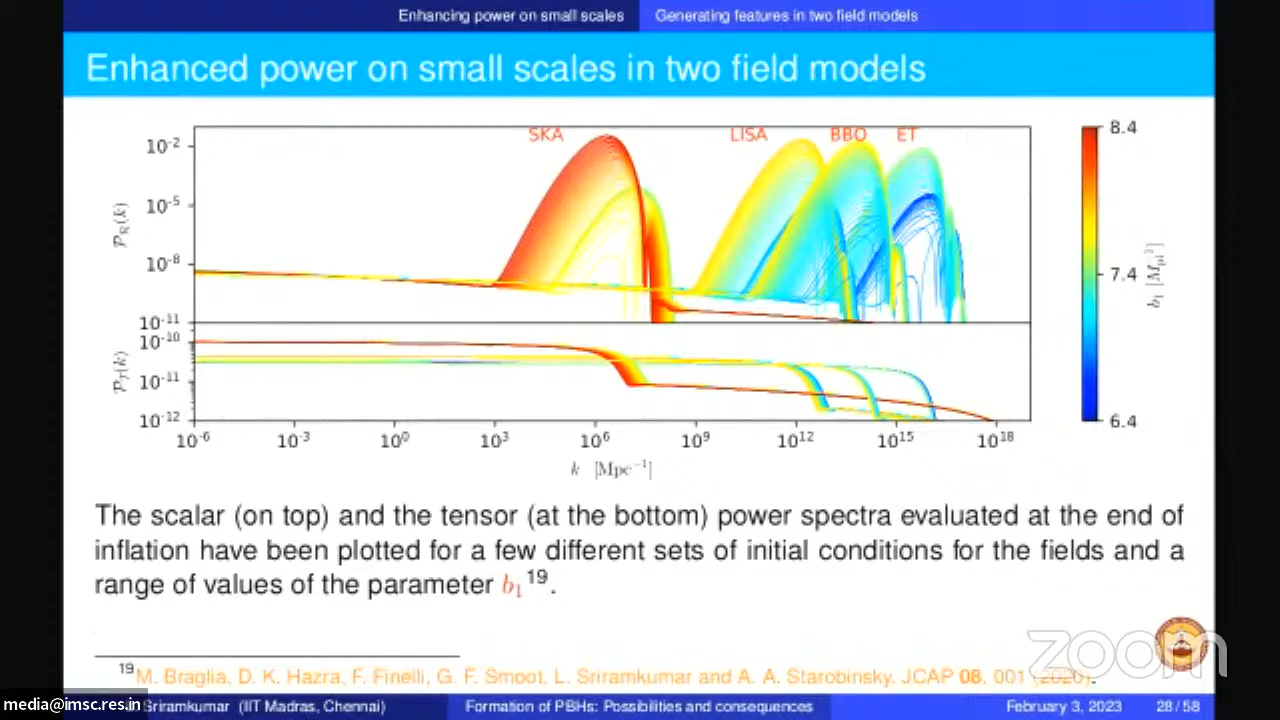 Enhancing power on small scales Generating features in two field models
Enhanced power on small scales in two field models
SKA LISA BBO ET
10⁻²
10⁻⁵
10⁻⁸
10⁻¹¹
𝒫ℛ(k)
10⁻¹⁰
10⁻¹¹
10⁻¹²
𝒫T(k)
10⁻⁶ 10⁻³ 10⁰ 10³ 10⁶ 10⁹ 10¹² 10¹⁵ 10¹⁸
k [Mpc⁻¹]
8.4
7.4
6.4
b₁ [M⁻¹Pl]
The scalar (on top) and the tensor (at the bottom) power spectra evaluated at the end of
inflation have been plotted for a few different sets of initial conditions for the fields and a
range of values of the parameter b₁¹⁹.
zoom
¹⁹M. Braglia, D. K. Hazra, F. Finelli, G. F. Smoot, L. Sriramkumar and A. A. Starobinsky, JCAP 08, 001 (2020).
media@imsc.res.in
Sriramkumar (IIT Madras, Chennai) Formation of PBHs: Possibilities and consequences February 3, 2023 28 / 58